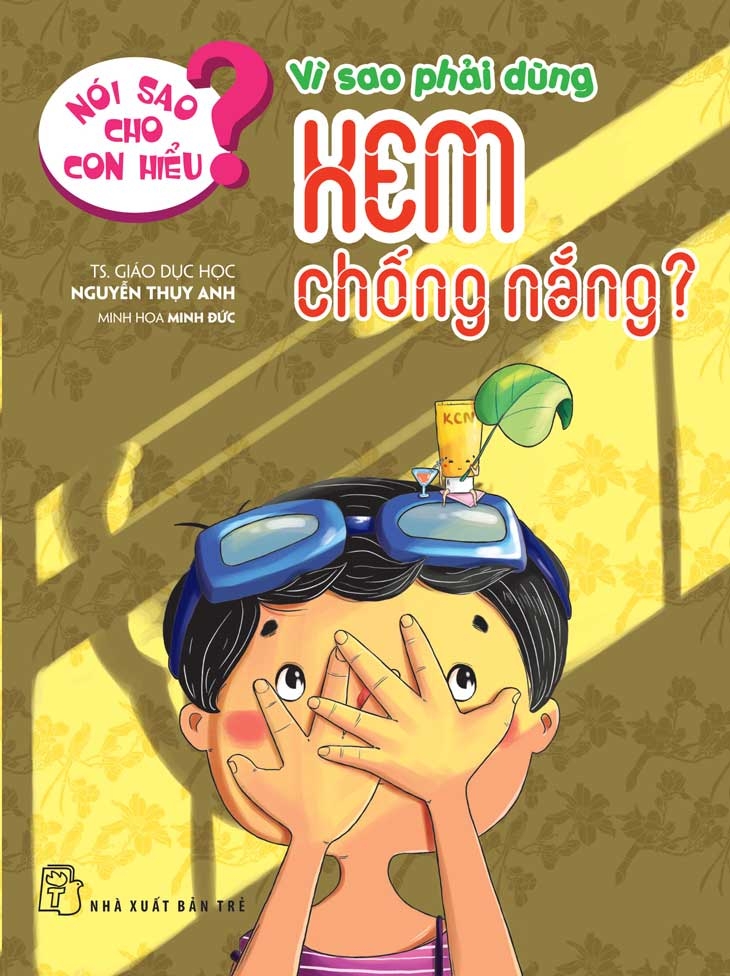 NÓI SAO
CHO
CON HIỂU
?
Vì sao phải dùng
KEM
chống nắng?
TS. GIÁO DỤC HỌC
NGUYỄN THỤY ANH
MINH HỌA MINH ĐỨC
KCN
T
NHÀ XUẤT BẢN TRẺ